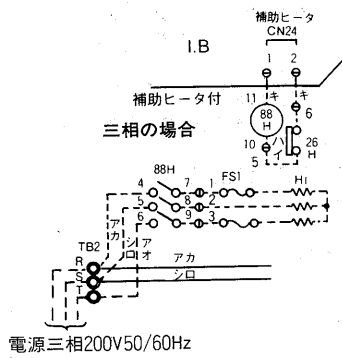 補助ヒータ
CN24
I.B
1 2
補助ヒータ付
11 キ キ
88
H
6
三相の場合
10 ハイ 26
5 H
88H
4 7 1 FS1 H1
5 8 2
6 9 3
アカ
シロ
アオ
TB2
R アカ
S シロ
T
電源三相200V50/60Hz